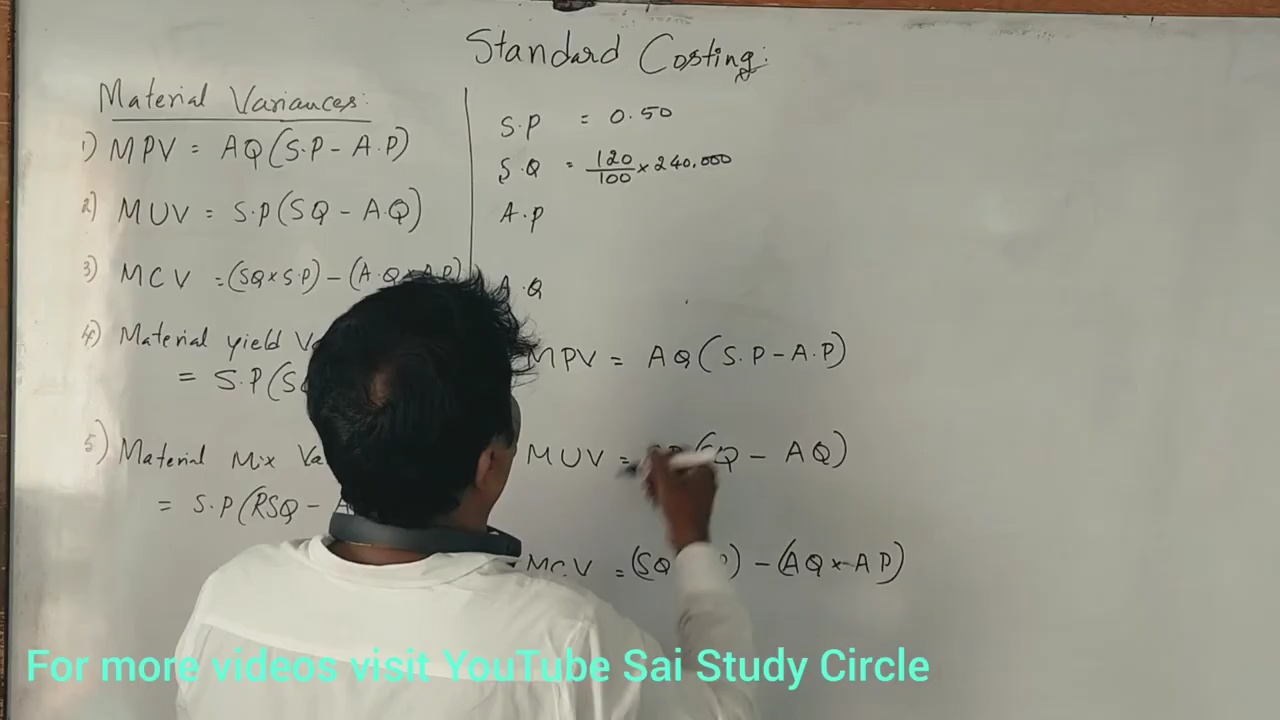 Standard Costing:
Material Variances:
1) MPV = AQ(S.P - A.P)
2) MUV = S.P(SQ - A.Q)
3) MCV = (SQ×S.P) - (A.Q× A.P)
4) Material yield
= S.P(S
5) Material Mix
= S.P(RSQ -
S.P = 0.50
S.Q = 120/100 × 240,000
A.P
A.Q
MPV = AQ(S.P - A.P)
MUV = (SQ - AQ)
MCV = (SQ - (AQ × AP)
For more videos visit YouTube Sai Study Circle